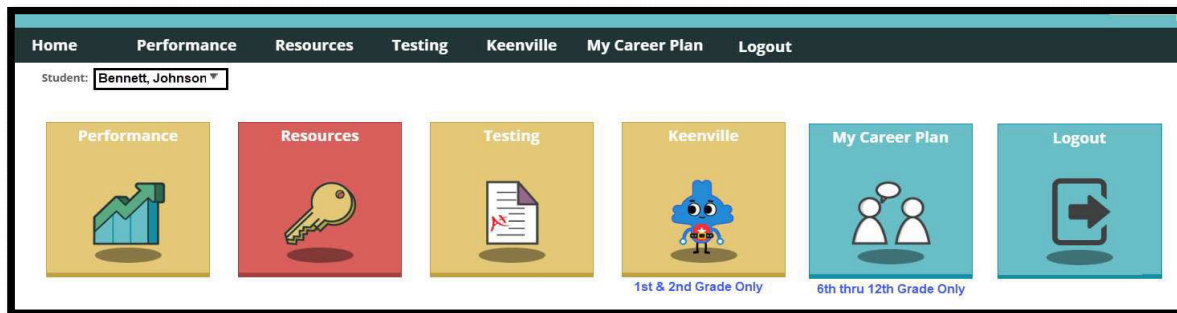 Home Performance Resources Testing Keenville My Career Plan Logout
Student: Bennett, Johnson
Performance Resources Testing Keenville My Career Plan Logout
A+
1st & 2nd Grade Only 6th thru 12th Grade Only